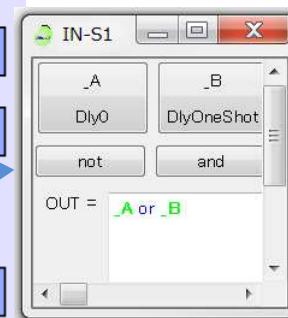 IN-S1
_A
_B
Dly0
DlyOneShot
not
and
OUT =
_A or _B